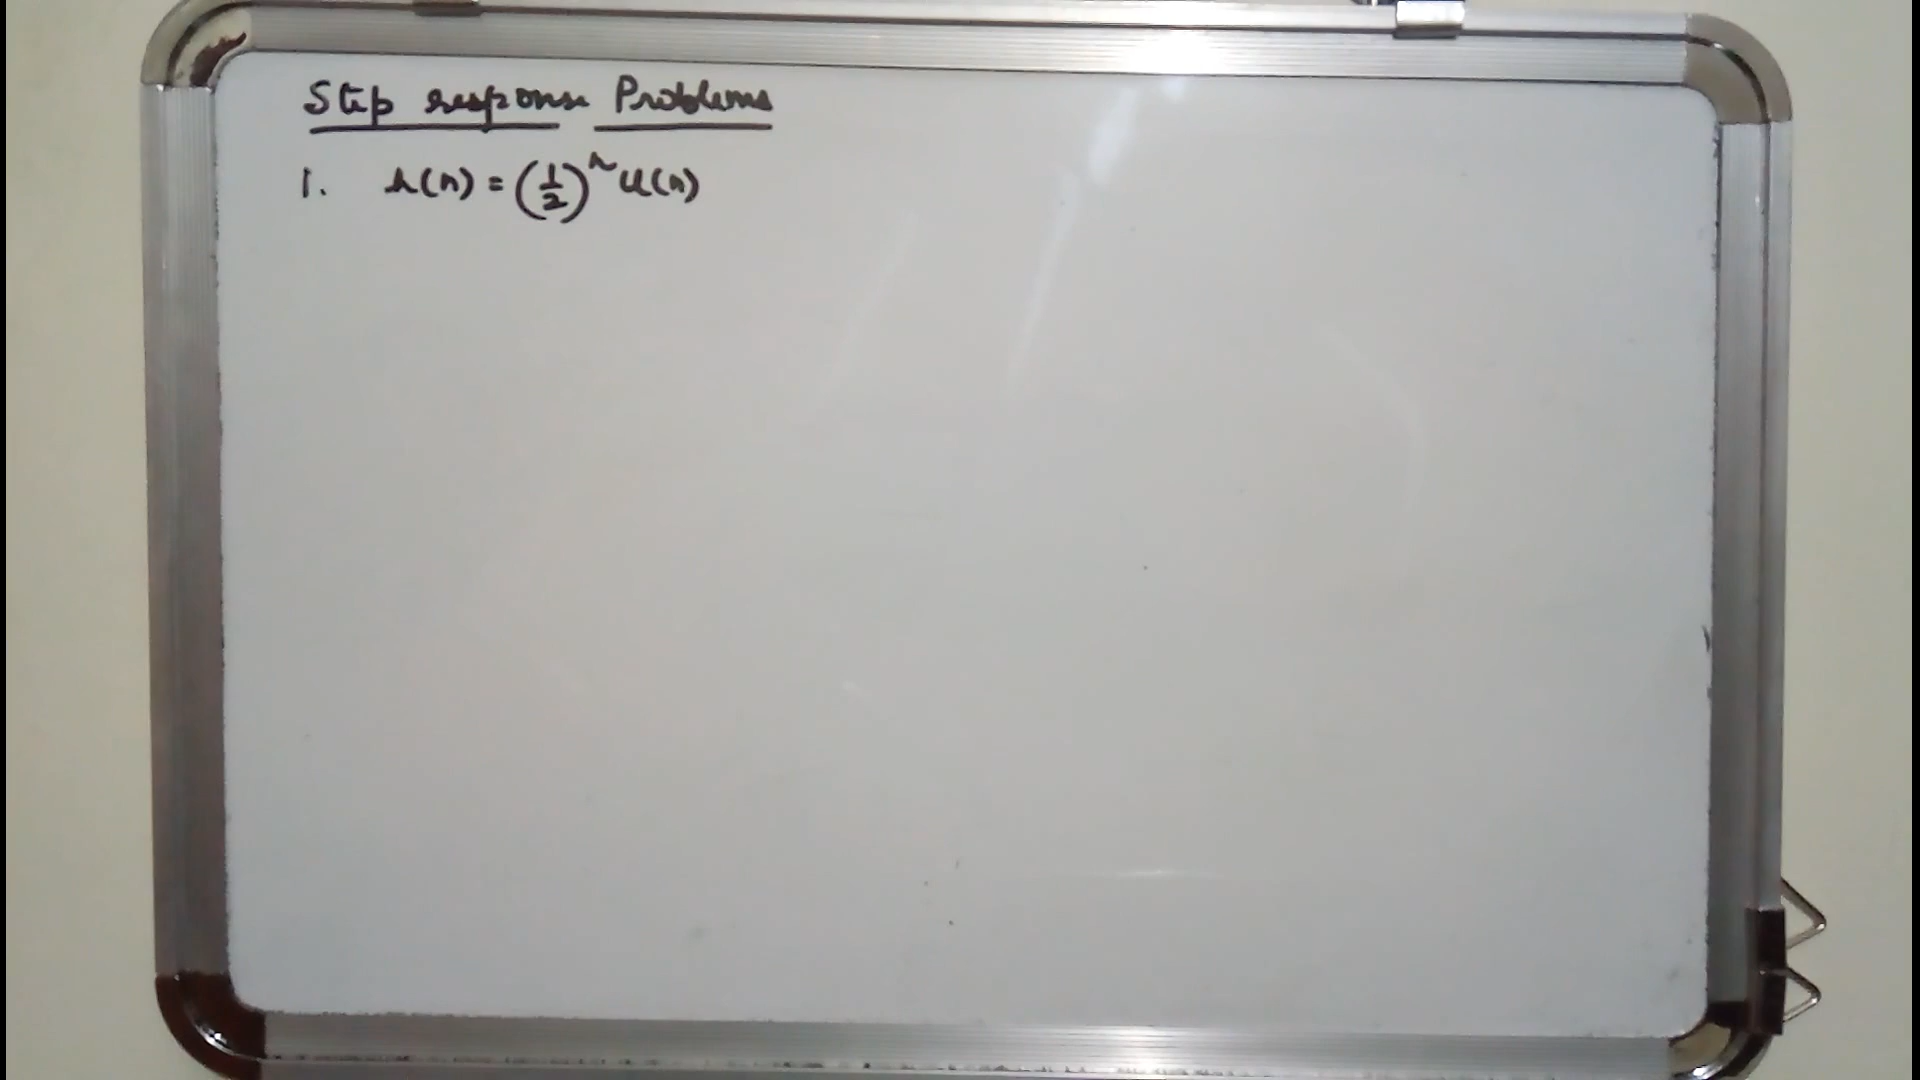 Step response Problems
1. h(n) = (1/2)^n u(n)